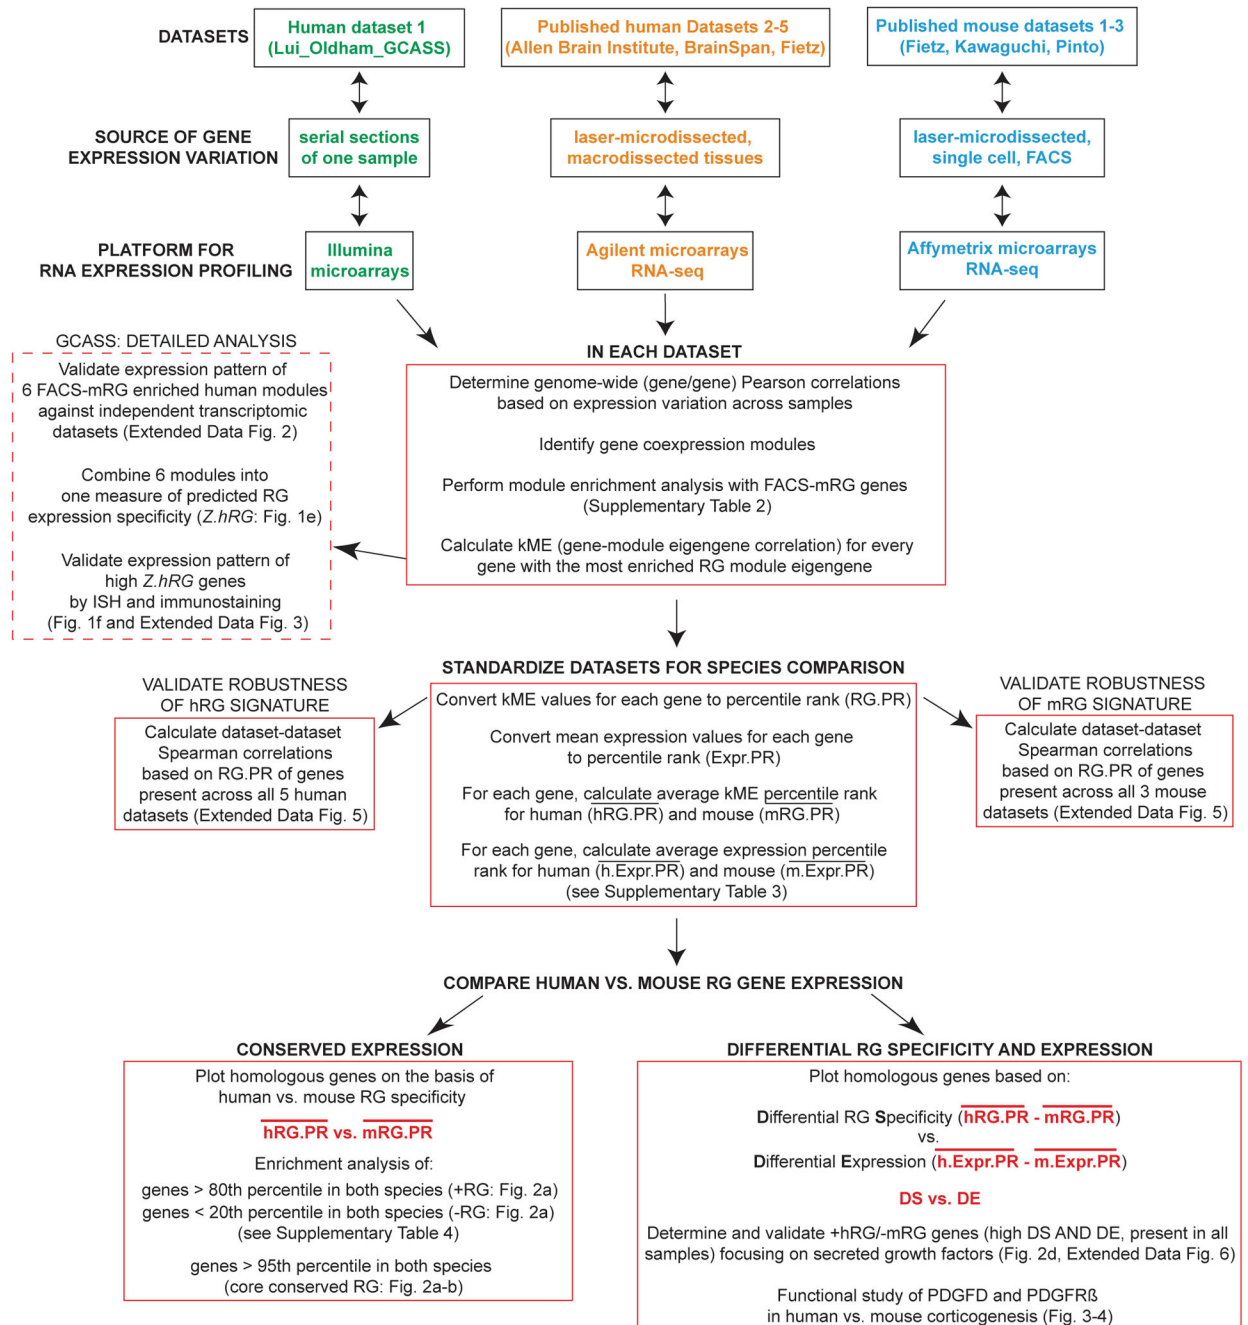 DATASETS
Human dataset 1
(Lui_Oldham_GCASS)
Published human Datasets 2-5
(Allen Brain Institute, BrainSpan, Fietz)
Published mouse datasets 1-3
(Fietz, Kawaguchi, Pinto)
SOURCE OF GENE
EXPRESSION VARIATION
serial sections
of one sample
laser-microdissected,
macrodissected tissues
laser-microdissected,
single cell, FACS
PLATFORM FOR
RNA EXPRESSION PROFILING
Illumina
microarrays
Agilent microarrays
RNA-seq
Affymetrix microarrays
RNA-seq
GCASS: DETAILED ANALYSIS
Validate expression pattern of
6 FACS-mRG enriched human modules
against independent transcriptomic
datasets (Extended Data Fig. 2)
Combine 6 modules into
one measure of predicted RG
expression specificity (Z.hRG: Fig. 1e)
Validate expression pattern of
high Z.hRG genes
by ISH and immunostaining
(Fig. 1f and Extended Data Fig. 3)
IN EACH DATASET
Determine genome-wide (gene/gene) Pearson correlations
based on expression variation across samples
Identify gene coexpression modules
Perform module enrichment analysis with FACS-mRG genes
(Supplementary Table 2)
Calculate kME (gene-module eigengene correlation) for every
gene with the most enriched RG module eigengene
STANDARDIZE DATASETS FOR SPECIES COMPARISON
VALIDATE ROBUSTNESS
OF hRG SIGNATURE
Calculate dataset-dataset
Spearman correlations
based on RG.PR of genes
present across all 5 human
datasets (Extended Data Fig. 5)
Convert kME values for each gene to percentile rank (RG.PR)
Convert mean expression values for each gene
to percentile rank (Expr.PR)
For each gene, calculate average kME percentile rank
for human (hRG.PR) and mouse (mRG.PR)
For each gene, calculate average expression percentile
rank for human (h.Expr.PR) and mouse (m.Expr.PR)
(see Supplementary Table 3)
VALIDATE ROBUSTNESS
OF mRG SIGNATURE
Calculate dataset-dataset
Spearman correlations
based on RG.PR of genes
present across all 3 mouse
datasets (Extended Data Fig. 5)
COMPARE HUMAN VS. MOUSE RG GENE EXPRESSION
CONSERVED EXPRESSION
Plot homologous genes on the basis of
human vs. mouse RG specificity
hRG.PR vs. mRG.PR
Enrichment analysis of:
genes > 80th percentile in both species (+RG: Fig. 2a)
genes < 20th percentile in both species (-RG: Fig. 2a)
(see Supplementary Table 4)
genes > 95th percentile in both species
(core conserved RG: Fig. 2a-b)
DIFFERENTIAL RG SPECIFICITY AND EXPRESSION
Plot homologous genes based on:
Differential RG Specificity (hRG.PR - mRG.PR)
vs.
Differential Expression (h.Expr.PR - m.Expr.PR)
DS vs. DE
Determine and validate +hRG/-mRG genes (high DS AND DE, present in all
samples) focusing on secreted growth factors (Fig. 2d, Extended Data Fig. 6)
Functional study of PDGFD and PDGFRß
in human vs. mouse corticogenesis (Fig. 3-4)